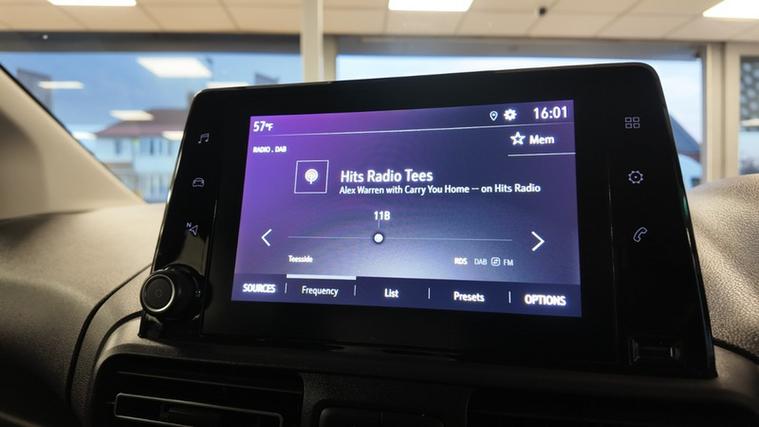 57°F
16:01
RADIO . DAB
Mem
Hits Radio Tees
Alex Warren with Carry You Home — on Hits Radio
11B
Teesside
RDS DAB FM
SOURCES Frequency List Presets OPTIONS
N